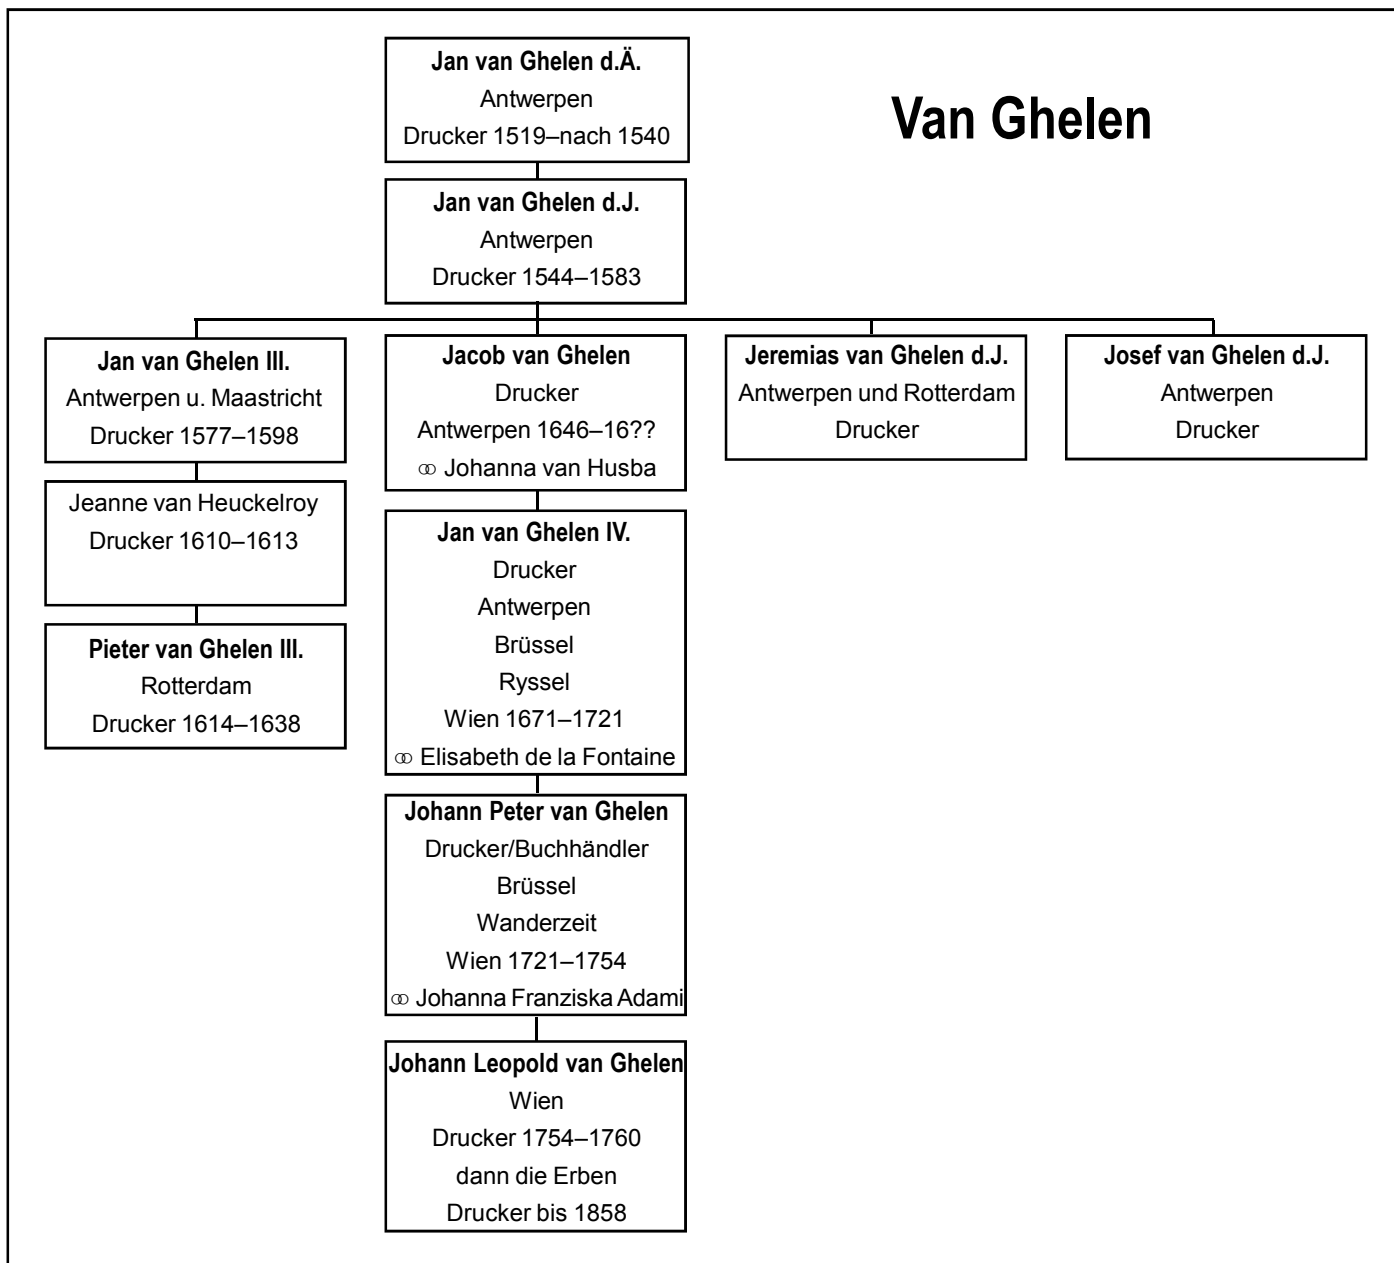 Van Ghelen
Jan van Ghelen d.Ä.
Antwerpen
Drucker 1519–nach 1540
Jan van Ghelen d.J.
Antwerpen
Drucker 1544–1583
Jan van Ghelen III.
Antwerpen u. Maastricht
Drucker 1577–1598
Jeanne van Heuckelroy
Drucker 1610–1613
Pieter van Ghelen III.
Rotterdam
Drucker 1614–1638
Jacob van Ghelen
Drucker
Antwerpen 1646–16??
⚭ Johanna van Husba
Jan van Ghelen IV.
Drucker
Antwerpen
Brüssel
Ryssel
Wien 1671–1721
⚭ Elisabeth de la Fontaine
Johann Peter van Ghelen
Drucker/Buchhändler
Brüssel
Wanderzeit
Wien 1721–1754
⚭ Johanna Franziska Adami
Johann Leopold van Ghelen
Wien
Drucker 1754–1760
dann die Erben
Drucker bis 1858
Jeremias van Ghelen d.J.
Antwerpen und Rotterdam
Drucker
Josef van Ghelen d.J.
Antwerpen
Drucker